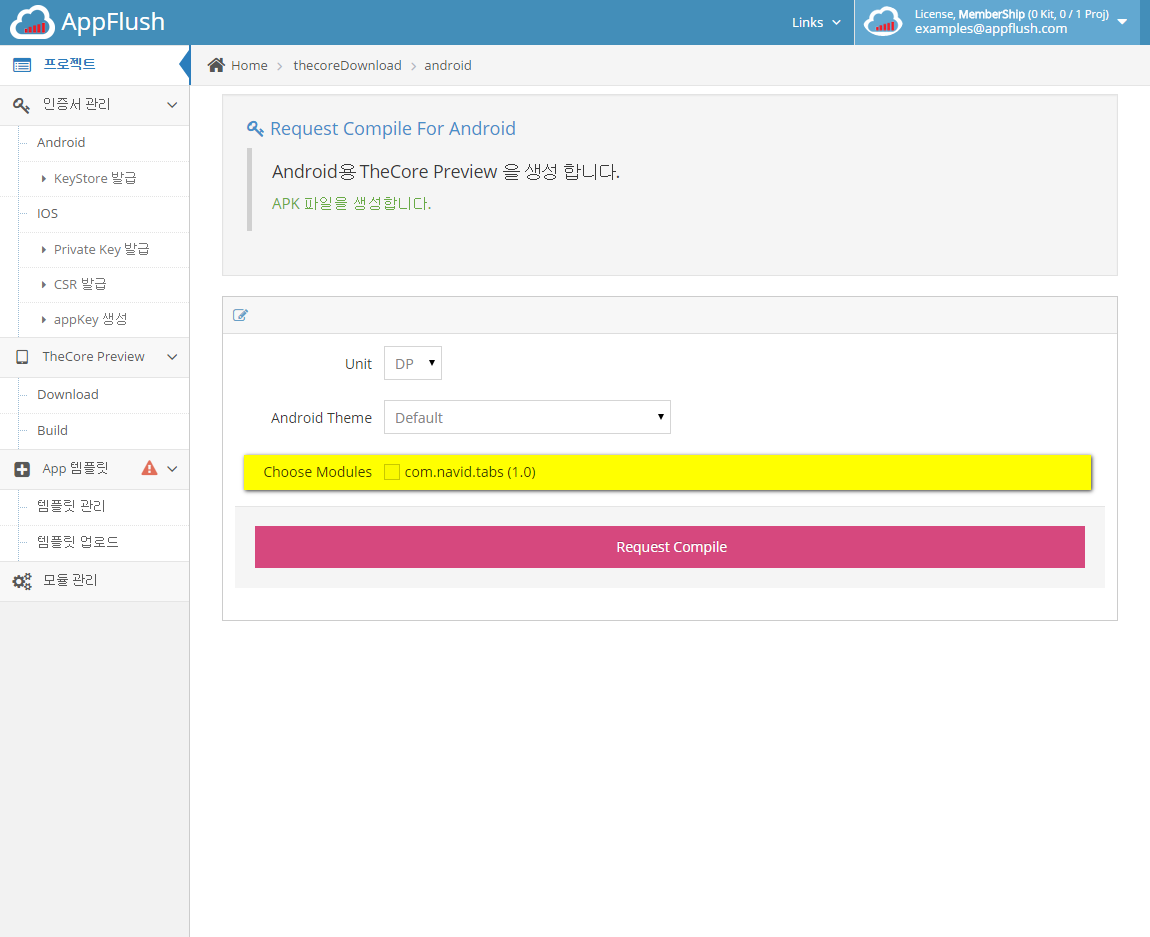 AppFlush
Links
License, MemberShip (0 Kit, 0 / 1 Proj)
examples@appflush.com
프로젝트
인증서 관리
Android
KeyStore 발급
IOS
Private Key 발급
CSR 발급
appKey 생성
TheCore Preview
Download
Build
App 템플릿
템플릿 관리
템플릿 업로드
모듈 관리
Home > thecoreDownload > android
Request Compile For Android
Android용 TheCore Preview 을 생성 합니다.
APK 파일을 생성합니다.
Unit DP
Android Theme Default
Choose Modules com.navid.tabs (1.0)
Request Compile